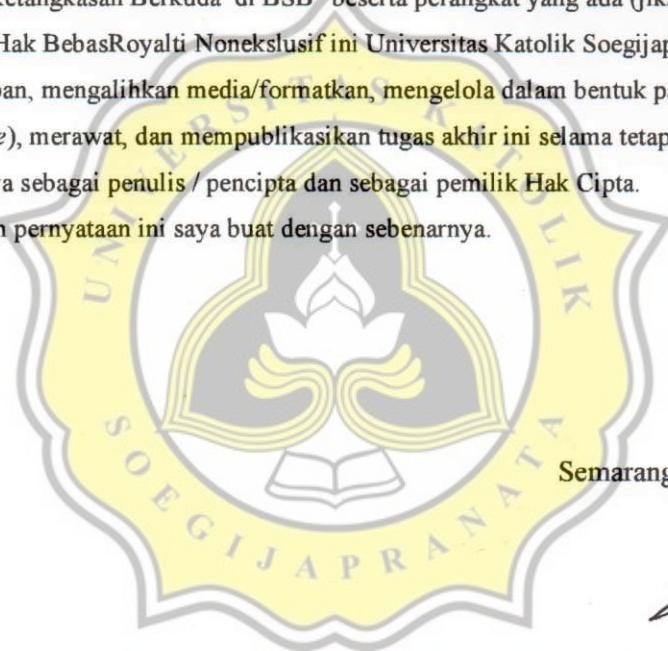 etangkasan Berkuda di BSB" beserta perangkat yang ada (jik
Hak BebasRoyalti Nonekslusif ini Universitas Katolik Soegijap
an, mengalihkan media/formatkan, mengelola dalam bentuk pa
e), merawat, dan mempublikasikan tugas akhir ini selama tetap
a sebagai penulis / pencipta dan sebagai pemilik Hak Cipta.
n pernyataan ini saya buat dengan sebenarnya.
UNIVERSITAS KATOLIK
SOEGIJAPRANATA
Semarang